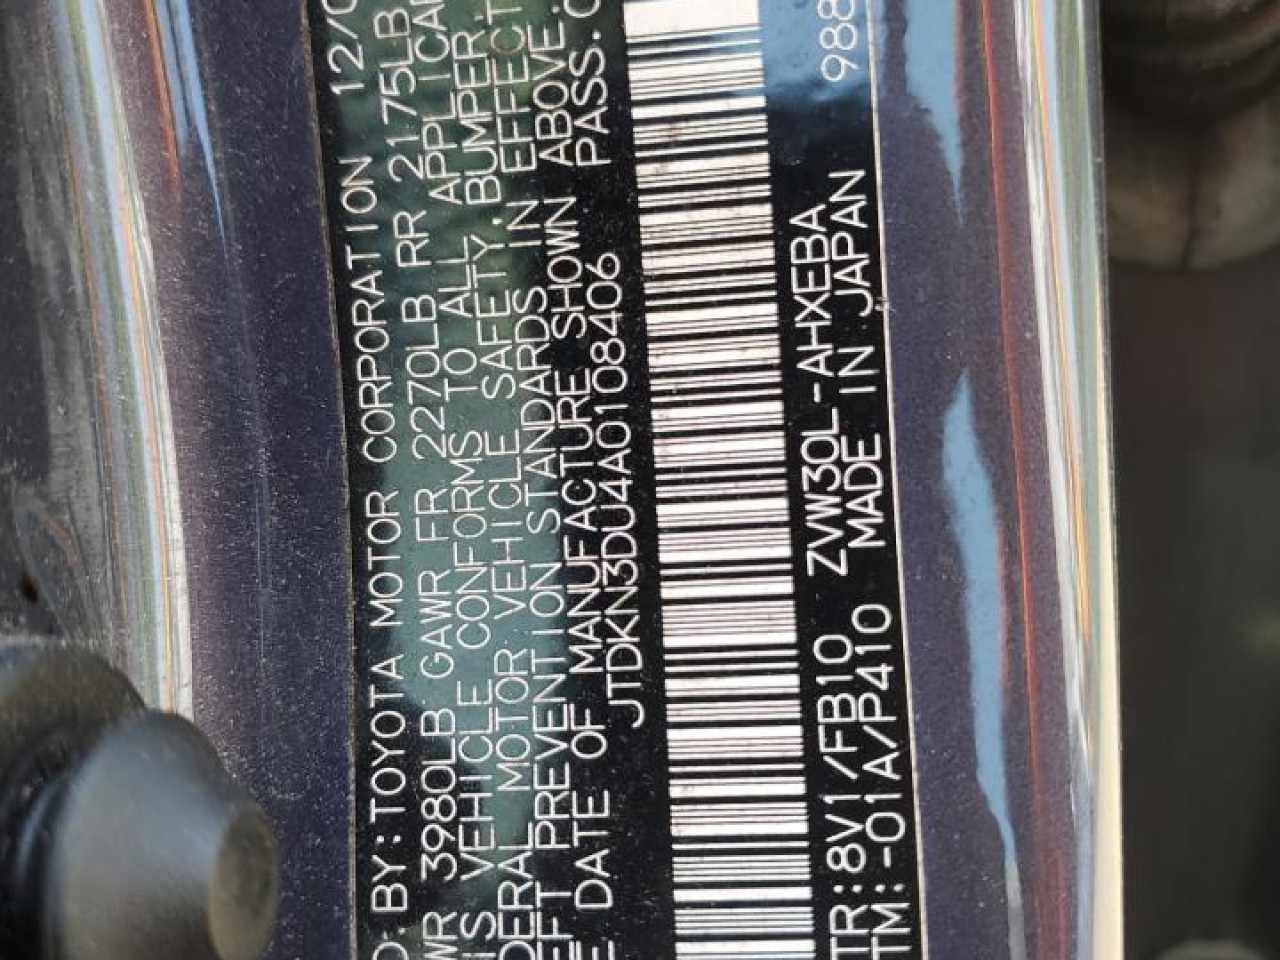 D. BY: TOYOTA MOTOR CORPORATION 12/0
WR 3980LB GAWR FR 2270LB RR 2175LB
IS VEHICLE CONFORMS TO ALL APPLICA
DERAL MOTOR VEHICLE SAFETY, BUMPER,
EFT PREVENTION STANDARDS IN EFFECT
E DATE OF MANUFACTURE SHOWN ABOVE.
JTDKN3DU4A0108406 PASS. C
TR: 8V1/FB10 ZVW30L-AHXEBA 988
TM: -01A/P410 MADE IN JAPAN